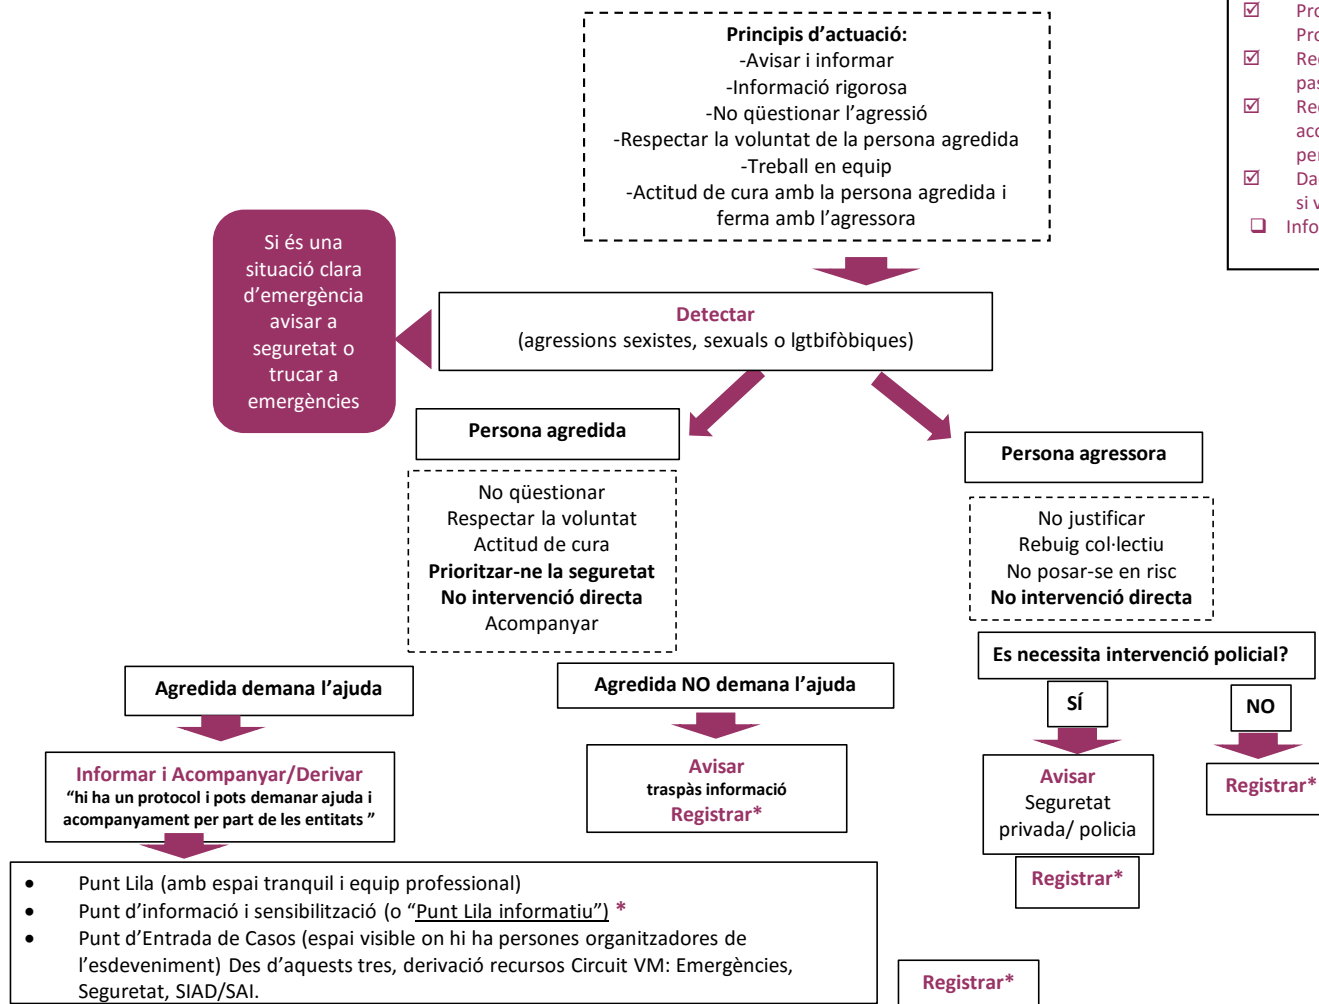 Principis d'actuació:
-Avisar i informar
-Informació rigorosa
-No qüestionar l'agressió
-Respectar la voluntat de la persona agredida
-Treball en equip
-Actitud de cura amb la persona agredida i
ferma amb l'agressora
Si és una
situació clara
d'emergència
avisar a
seguretat o
trucar a
emergències
Detectar
(agressions sexistes, sexuals o lgtbifòbiques)
Persona agredida
No qüestionar
Respectar la voluntat
Actitud de cura
Prioritzar-ne la seguretat
No intervenció directa
Acompanyar
Persona agressora
No justificar
Rebuig col·lectiu
No posar-se en risc
No intervenció directa
Es necessita intervenció policial?
SÍ
NO
Avisar
Seguretat
privada/ policia
Registrar*
Registrar*
Agredida demana l'ajuda
Agredida NO demana l'ajuda
Informar i Acompanyar/Derivar
“hi ha un protocol i pots demanar ajuda i
acompanyament per part de les entitats ”
Avisar
traspàs informació
Registrar*
• Punt Lila (amb espai tranquil i equip professional)
• Punt d'informació i sensibilització (o “Punt Lila informatiu”) *
• Punt d'Entrada de Casos (espai visible on hi ha persones organitzadores de
l'esdeveniment) Des d'aquests tres, derivació recursos Circuit VM: Emergències,
Seguretat, SIAD/SAI.
Registrar*